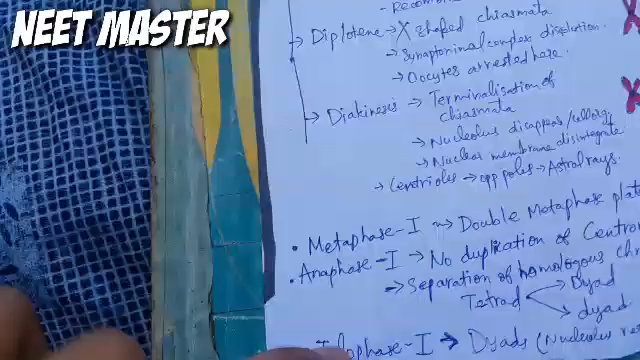 NEET MASTER
→ Diplotene → X shaped chiasmata
→ Synaptonimal complex dissolution
→ Oocytes arrested here.
→ Diakinesis → Terminalisation of
chiasmata
→ Nucleolus disappears /
→ Nuclear membrane disintegrate
→ Centrioles → opp poles → Astral rays.
• Metaphase-I → Double Metaphase plat
• Anaphase-I → No duplication of Centrom
→ Separation of homologous chr
Tetrad
Dyad
dyad
Telophase-I → Dyads (Nucleolus re